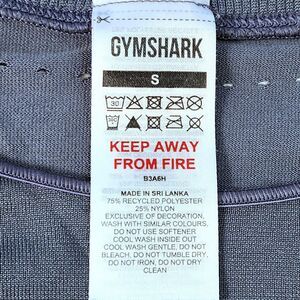 GYMSHARK
S
30
KEEP AWAY
FROM FIRE
B3A6H
MADE IN SRI LANKA
75% RECYCLED POLYESTER
25% NYLON
EXCLUSIVE OF DECORATION,
WASH WITH SIMILAR COLOURS,
DO NOT USE SOFTENER
COOL WASH INSIDE OUT
COOL WASH GENTLE, DO NOT
BLEACH, DO NOT TUMBLE DRY,
DO NOT IRON, DO NOT DRY
CLEAN